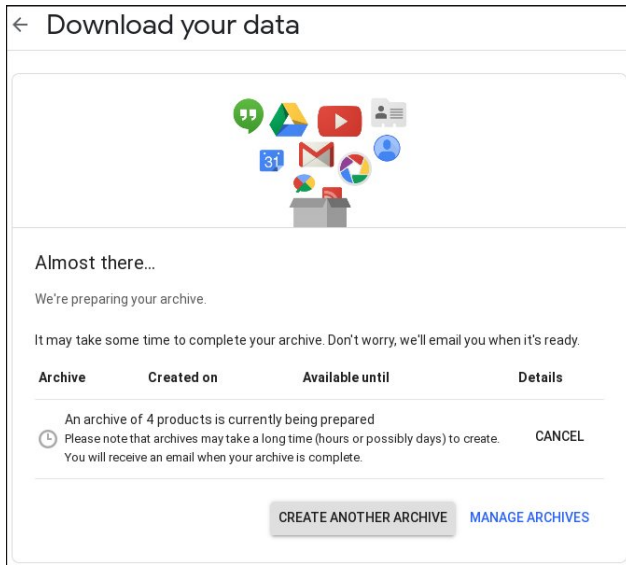 Download your data
31
Almost there...
We're preparing your archive.
It may take some time to complete your archive. Don't worry, we'll email you when it's ready.
Archive Created on Available until Details
An archive of 4 products is currently being prepared
Please note that archives may take a long time (hours or possibly days) to create. CANCEL
You will receive an email when your archive is complete.
CREATE ANOTHER ARCHIVE MANAGE ARCHIVES